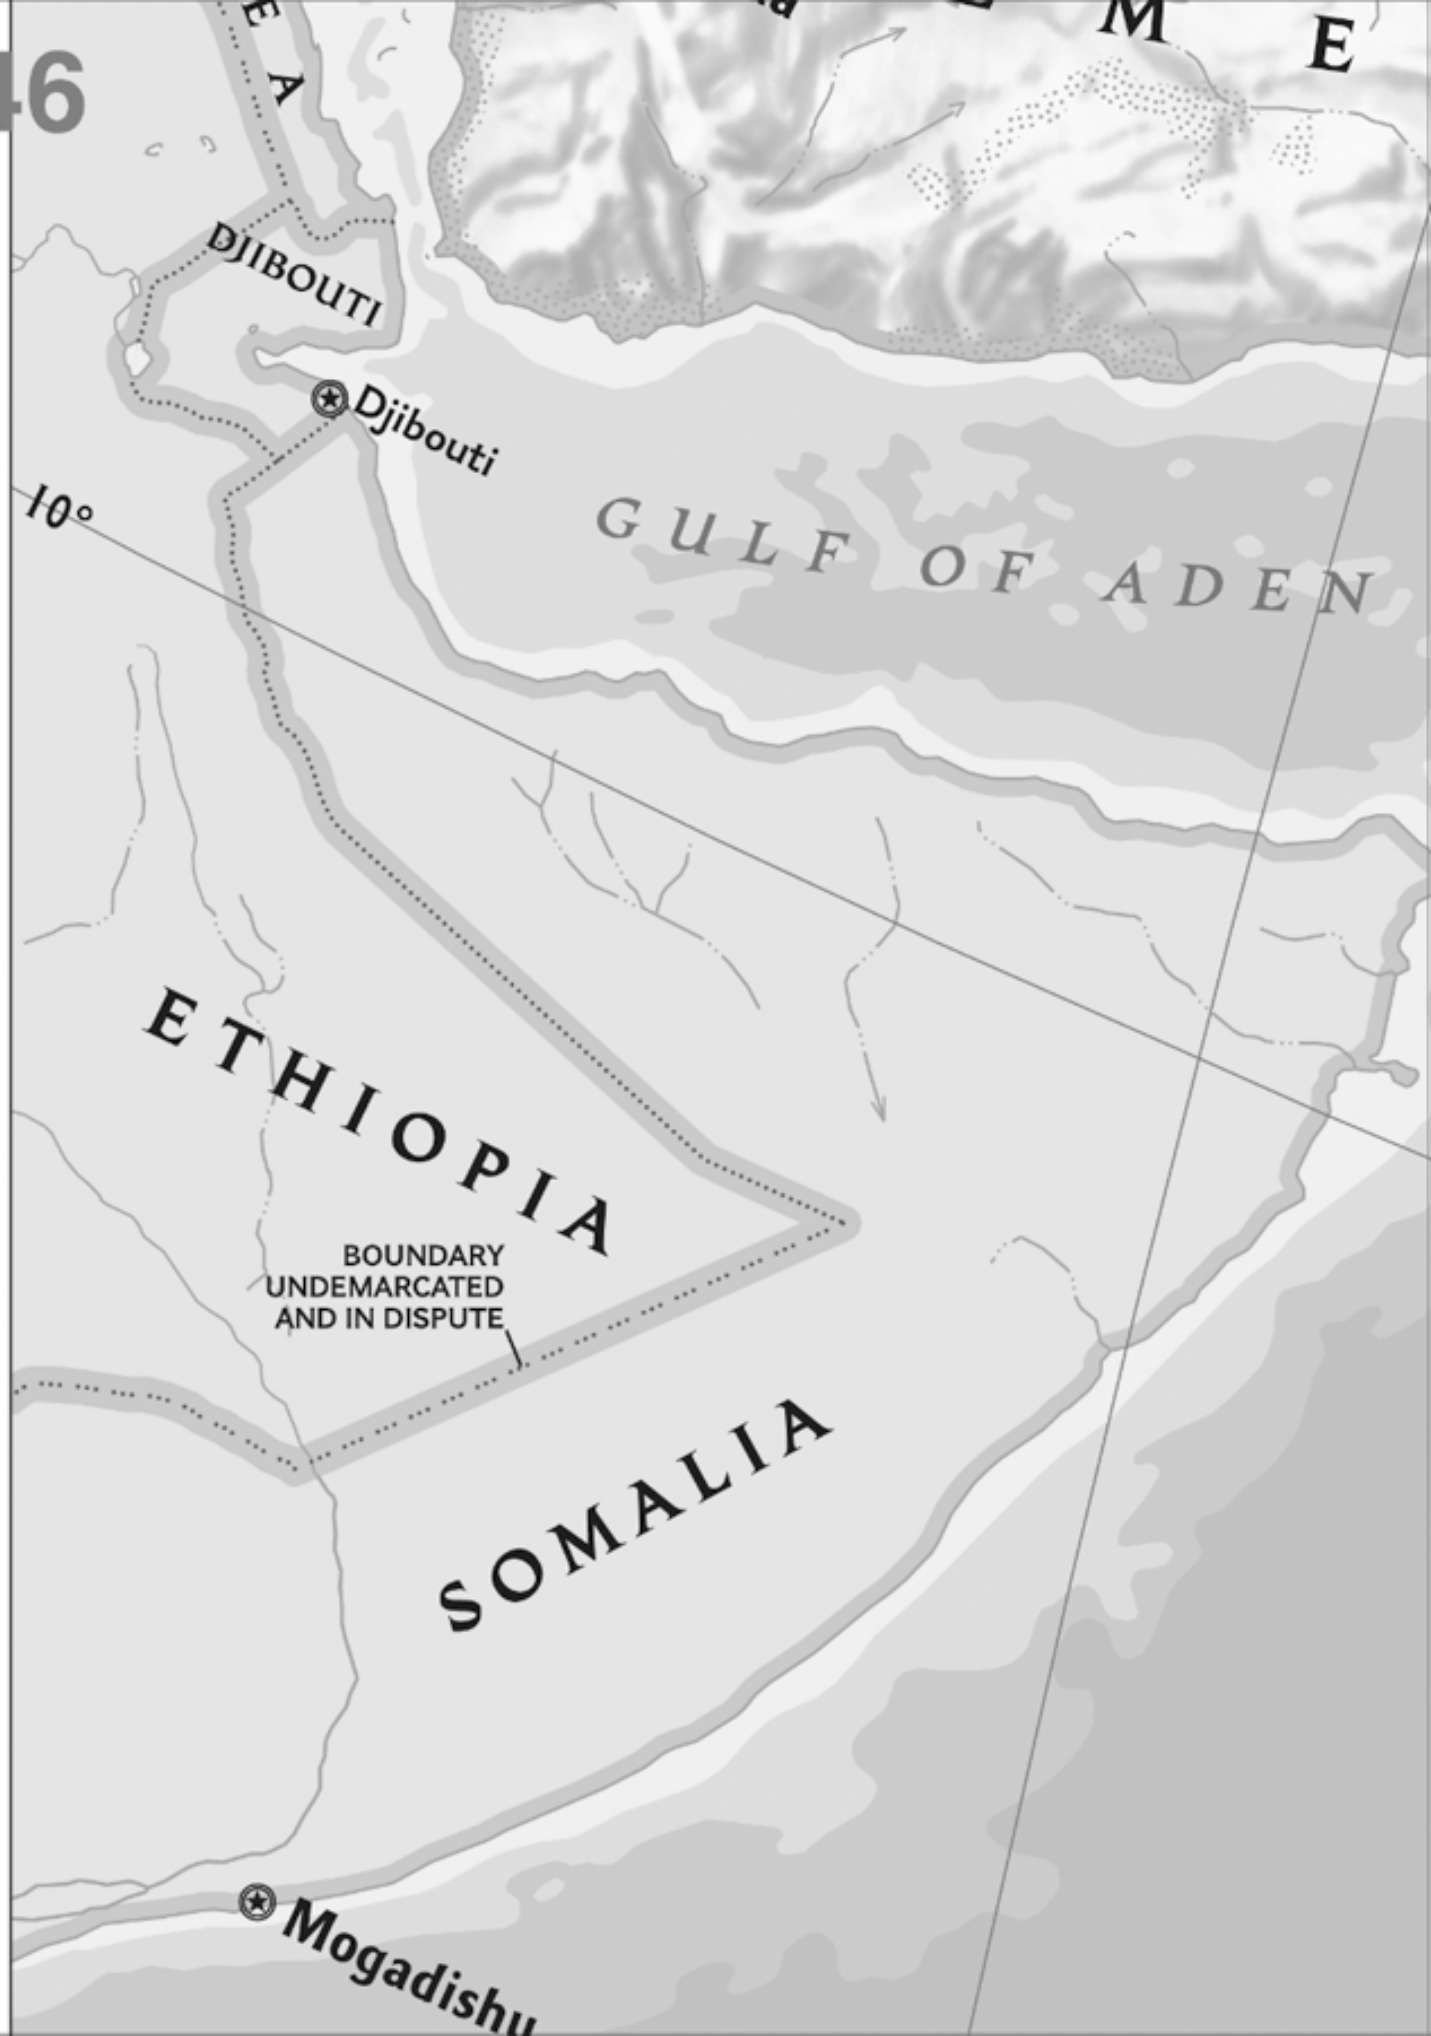 46
E A
M E
DJIBOUTI
Djibouti
10°
GULF OF ADEN
ETHIOPIA
BOUNDARY
UNDEMARCATED
AND IN DISPUTE
SOMALIA
Mogadishu